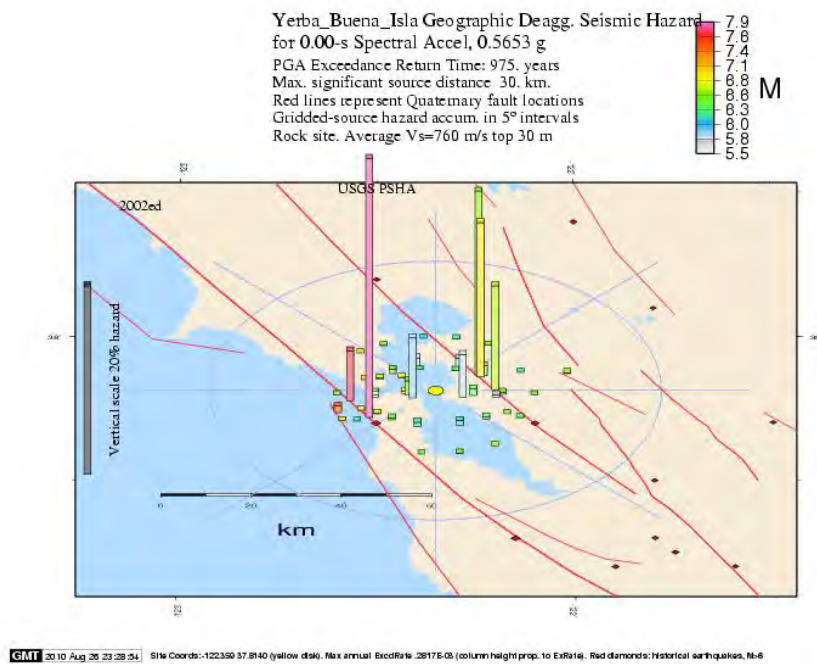 Yerba_Buena_Isla Geographic Deagg. Seismic Hazard
for 0.00-s Spectral Accel, 0.5653 g
PGA Exceedance Return Time: 975. years
Max. significant source distance 30. km.
Red lines represent Quaternary fault locations
Gridded-source hazard accum. in 5° intervals
Rock site. Average Vs=760 m/s top 30 m
7.9
7.6
7.4
7.1
6.8
6.6
6.3
6.0
5.8
5.5
M
USGS PSHA
2002ed
Vertical scale 20% hazard
0
20
40
60
km
GMT 2010 Aug 26 23:28:54 Site Coords:-122.359 37.8140 (yellow disk). Max annual ExcdRate .2817E-03 (column height prop. to ExRate). Red diamonds: historical earthquakes, M>6